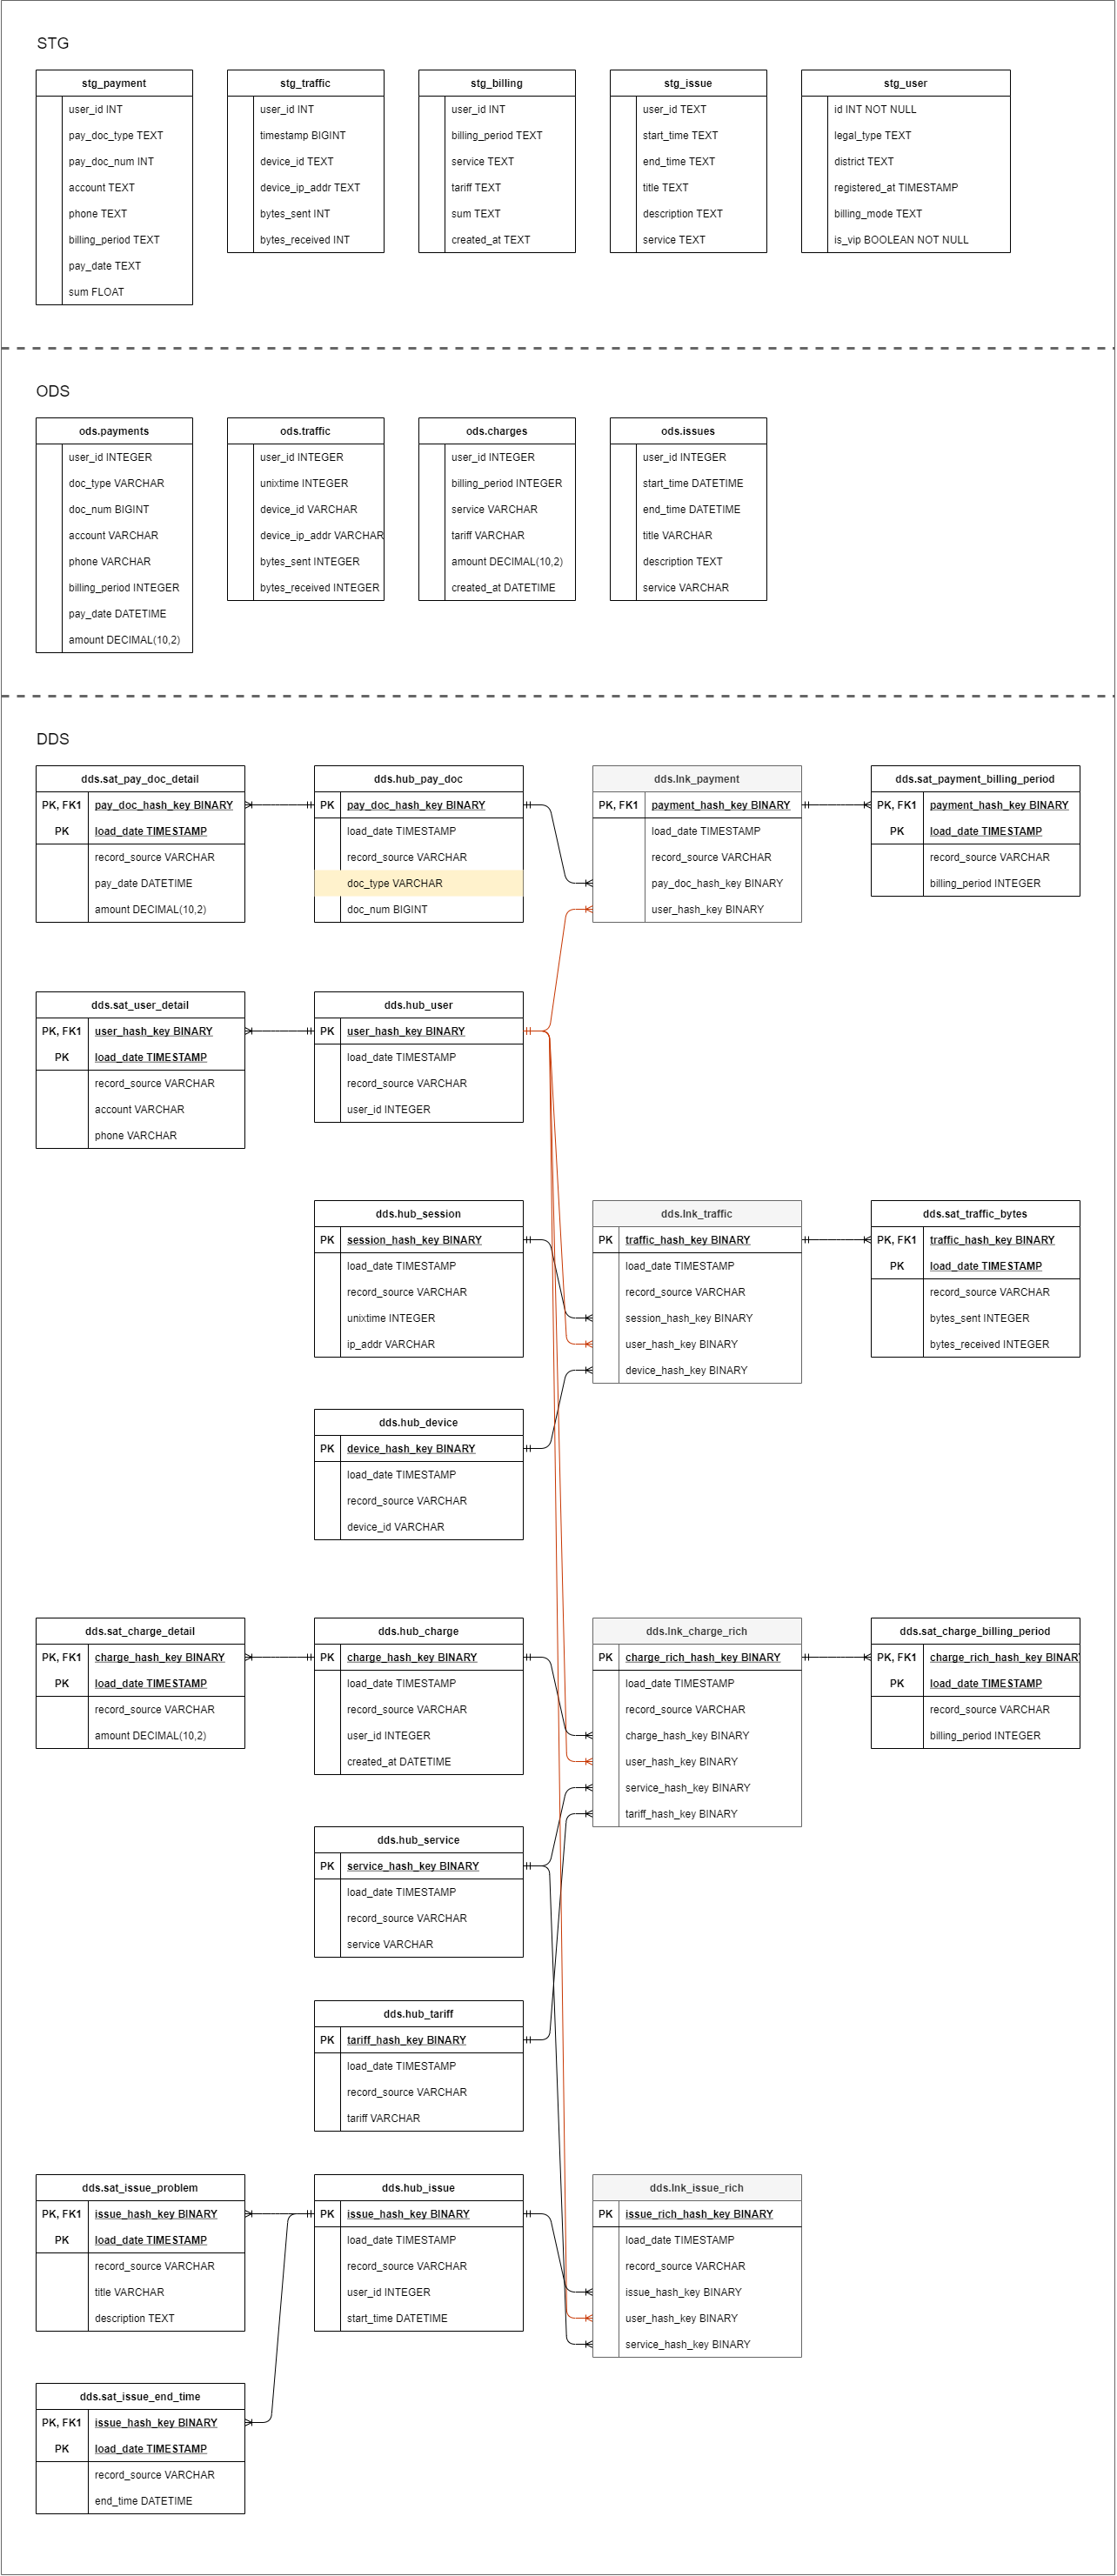 STG
stg_payment
user_id INT
pay_doc_type TEXT
pay_doc_num INT
account TEXT
phone TEXT
billing_period TEXT
pay_date TEXT
sum FLOAT
stg_traffic
user_id INT
timestamp BIGINT
device_id TEXT
device_ip_addr TEXT
bytes_sent INT
bytes_received INT
stg_billing
user_id INT
billing_period TEXT
service TEXT
tariff TEXT
sum TEXT
created_at TEXT
stg_issue
user_id TEXT
start_time TEXT
end_time TEXT
title TEXT
description TEXT
service TEXT
stg_user
id INT NOT NULL
legal_type TEXT
district TEXT
registered_at TIMESTAMP
billing_mode TEXT
is_vip BOOLEAN NOT NULL
ODS
ods.payments
user_id INTEGER
doc_type VARCHAR
doc_num BIGINT
account VARCHAR
phone VARCHAR
billing_period INTEGER
pay_date DATETIME
amount DECIMAL(10,2)
ods.traffic
user_id INTEGER
unixtime INTEGER
device_id VARCHAR
device_ip_addr VARCHAR
bytes_sent INTEGER
bytes_received INTEGER
ods.charges
user_id INTEGER
billing_period INTEGER
service VARCHAR
tariff VARCHAR
amount DECIMAL(10,2)
created_at DATETIME
ods.issues
user_id INTEGER
start_time DATETIME
end_time DATETIME
title VARCHAR
description TEXT
service VARCHAR
DDS
dds.sat_pay_doc_detail
PK, FK1 pay_doc_hash_key BINARY
PK load_date TIMESTAMP
record_source VARCHAR
pay_date DATETIME
amount DECIMAL(10,2)
dds.hub_pay_doc
PK pay_doc_hash_key BINARY
load_date TIMESTAMP
record_source VARCHAR
doc_type VARCHAR
doc_num BIGINT
dds.lnk_payment
PK, FK1 payment_hash_key BINARY
load_date TIMESTAMP
record_source VARCHAR
pay_doc_hash_key BINARY
user_hash_key BINARY
dds.sat_payment_billing_period
PK, FK1 payment_hash_key BINARY
PK load_date TIMESTAMP
record_source VARCHAR
billing_period INTEGER
dds.sat_user_detail
PK, FK1 user_hash_key BINARY
PK load_date TIMESTAMP
record_source VARCHAR
account VARCHAR
phone VARCHAR
dds.hub_user
PK user_hash_key BINARY
load_date TIMESTAMP
record_source VARCHAR
user_id INTEGER
dds.hub_session
PK session_hash_key BINARY
load_date TIMESTAMP
record_source VARCHAR
unixtime INTEGER
ip_addr VARCHAR
dds.lnk_traffic
PK traffic_hash_key BINARY
load_date TIMESTAMP
record_source VARCHAR
session_hash_key BINARY
user_hash_key BINARY
device_hash_key BINARY
dds.sat_traffic_bytes
PK, FK1 traffic_hash_key BINARY
PK load_date TIMESTAMP
record_source VARCHAR
bytes_sent INTEGER
bytes_received INTEGER
dds.hub_device
PK device_hash_key BINARY
load_date TIMESTAMP
record_source VARCHAR
device_id VARCHAR
dds.sat_charge_detail
PK, FK1 charge_hash_key BINARY
PK load_date TIMESTAMP
record_source VARCHAR
amount DECIMAL(10,2)
dds.hub_charge
PK charge_hash_key BINARY
load_date TIMESTAMP
record_source VARCHAR
user_id INTEGER
created_at DATETIME
dds.lnk_charge_rich
PK charge_rich_hash_key BINARY
load_date TIMESTAMP
record_source VARCHAR
charge_hash_key BINARY
user_hash_key BINARY
service_hash_key BINARY
tariff_hash_key BINARY
dds.sat_charge_billing_period
PK, FK1 charge_rich_hash_key BINAR
PK load_date TIMESTAMP
record_source VARCHAR
billing_period INTEGER
dds.hub_service
PK service_hash_key BINARY
load_date TIMESTAMP
record_source VARCHAR
service VARCHAR
dds.hub_tariff
PK tariff_hash_key BINARY
load_date TIMESTAMP
record_source VARCHAR
tariff VARCHAR
dds.sat_issue_problem
PK, FK1 issue_hash_key BINARY
PK load_date TIMESTAMP
record_source VARCHAR
title VARCHAR
description TEXT
dds.hub_issue
PK issue_hash_key BINARY
load_date TIMESTAMP
record_source VARCHAR
user_id INTEGER
start_time DATETIME
dds.lnk_issue_rich
PK issue_rich_hash_key BINARY
load_date TIMESTAMP
record_source VARCHAR
issue_hash_key BINARY
user_hash_key BINARY
service_hash_key BINARY
dds.sat_issue_end_time
PK, FK1 issue_hash_key BINARY
PK load_date TIMESTAMP
record_source VARCHAR
end_time DATETIME